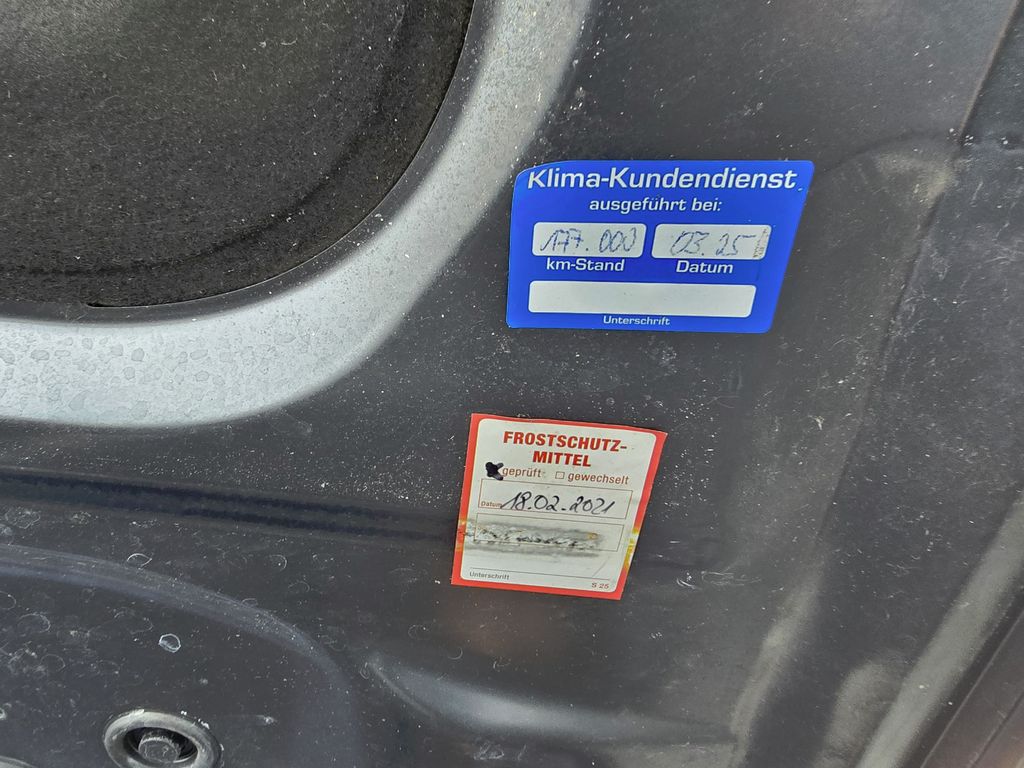 Klima-Kundendienst
ausgeführt bei:
177.000 03.25
km-Stand Datum
Unterschrift
FROSTSCHUTZ-
MITTEL
geprüft gewechselt
Datum 18.02.2021
Unterschrift
S 25